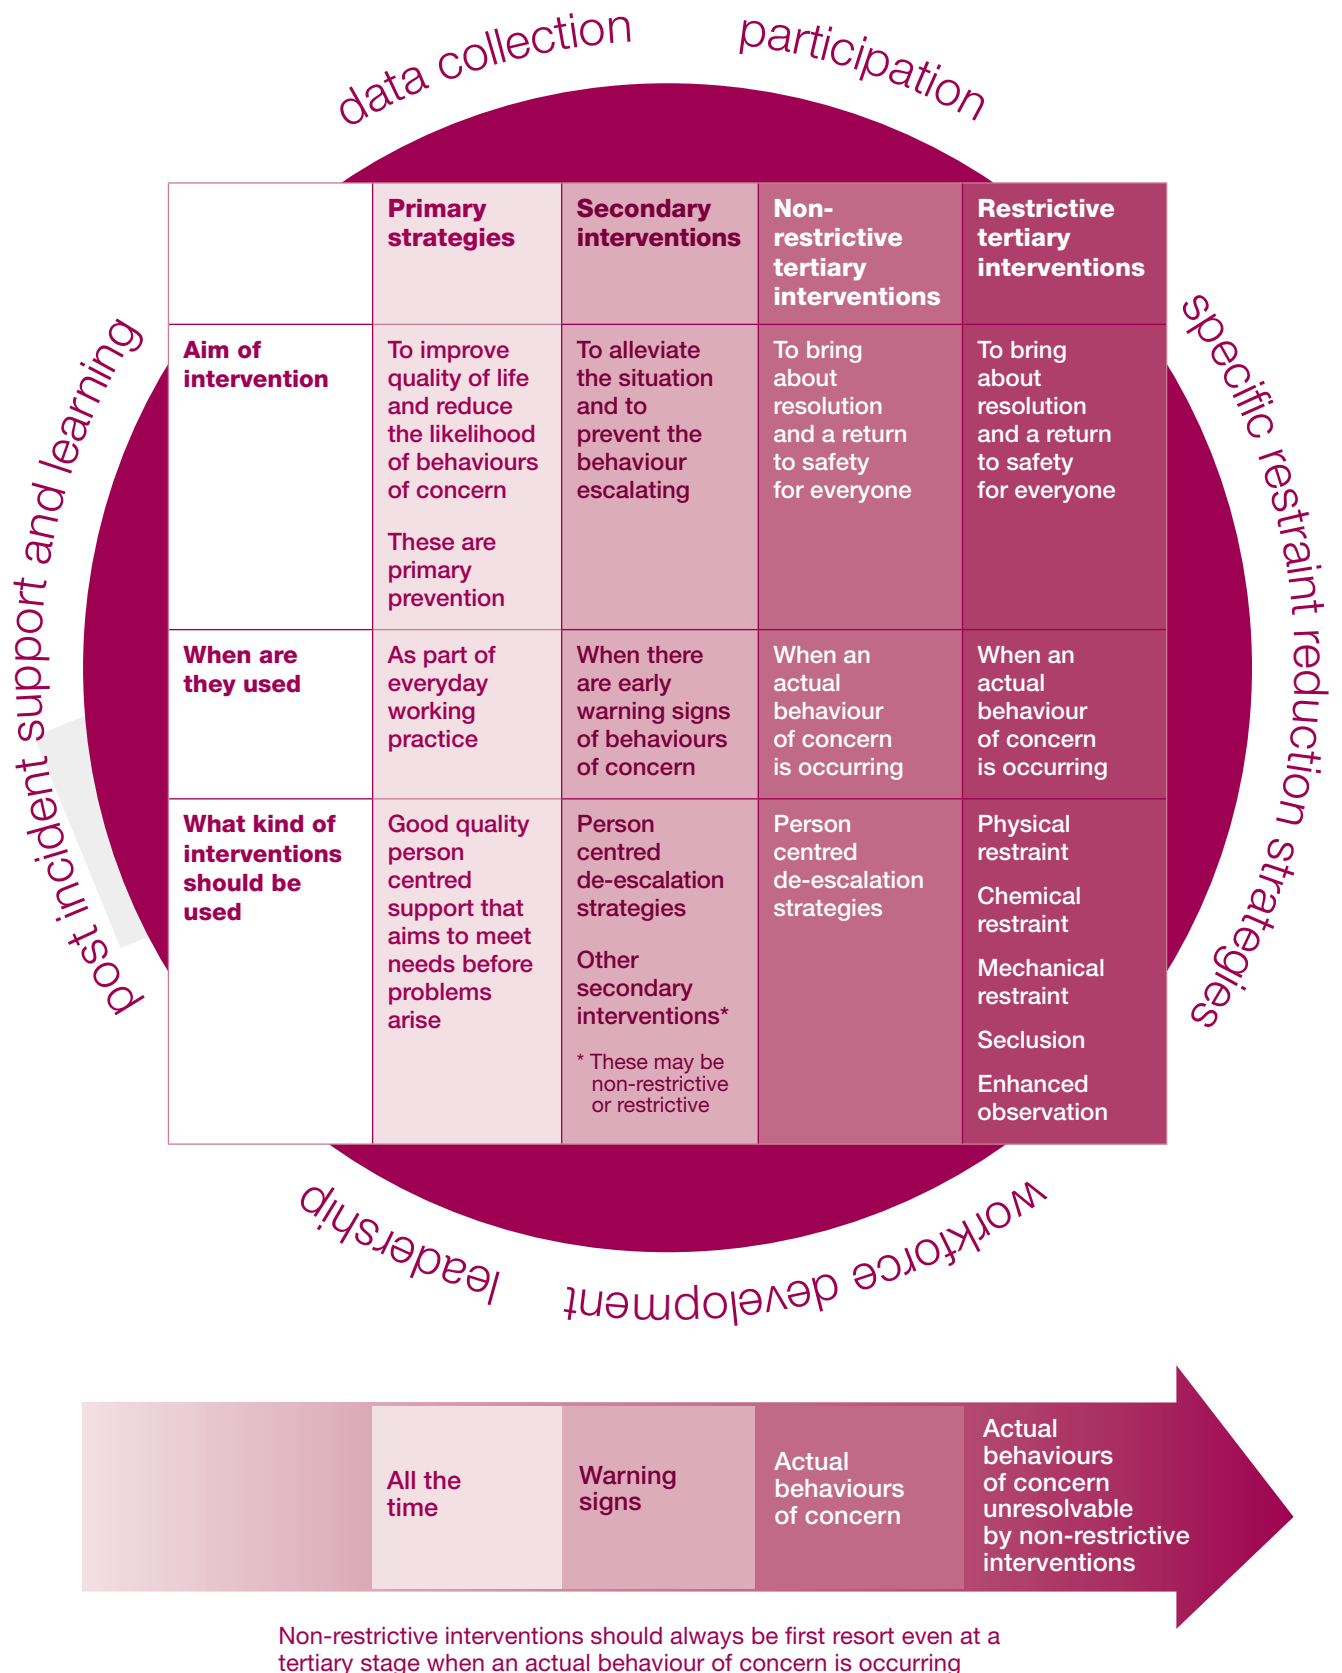 data collection
participation
specific restraint reduction strategies
workforce development
leadership
post incident support and learning
Primary
strategies
Secondary
interventions
Non-
restrictive
tertiary
interventions
Restrictive
tertiary
interventions
Aim of
intervention
To improve
quality of life
and reduce
the likelihood
of behaviours
of concern
These are
primary
prevention
To alleviate
the situation
and to
prevent the
behaviour
escalating
To bring
about
resolution
and a return
to safety
for everyone
To bring
about
resolution
and a return
to safety
for everyone
When are
they used
As part of
everyday
working
practice
When there
are early
warning signs
of behaviours
of concern
When an
actual
behaviour
of concern
is occurring
When an
actual
behaviour
of concern
is occurring
What kind of
interventions
should be
used
Good quality
person
centred
support that
aims to meet
needs before
problems
arise
Person
centred
de-escalation
strategies
Other
secondary
interventions*
* These may be
non-restrictive
or restrictive
Person
centred
de-escalation
strategies
Physical
restraint
Chemical
restraint
Mechanical
restraint
Seclusion
Enhanced
observation
All the
time
Warning
signs
Actual
behaviours
of concern
Actual
behaviours
of concern
unresolvable
by non-restrictive
interventions
Non-restrictive interventions should always be first resort even at a
tertiary stage when an actual behaviour of concern is occurring